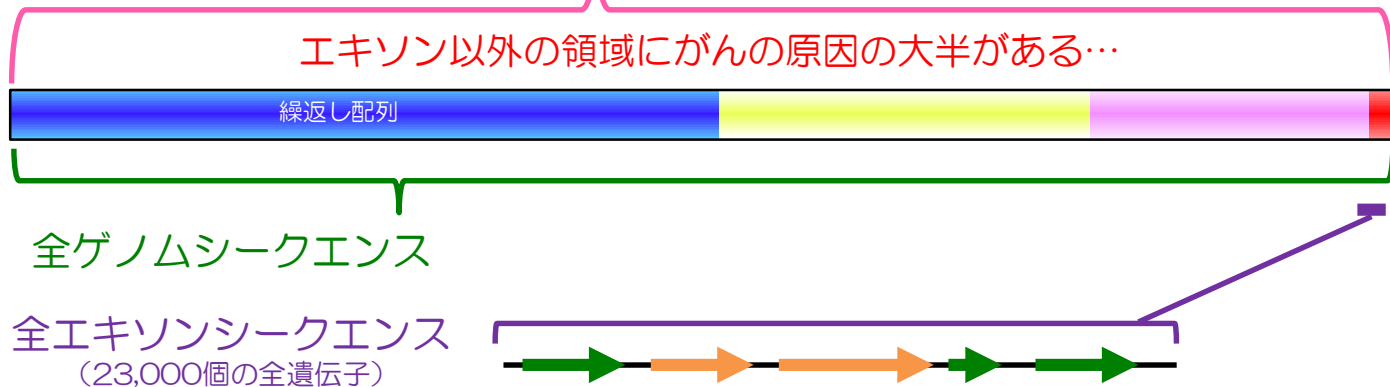 エキソン以外の領域にがんの原因の大半がある…
繰返し配列
全ゲノムシークエンス
全エキソンシークエンス
（23,000個の全遺伝子）